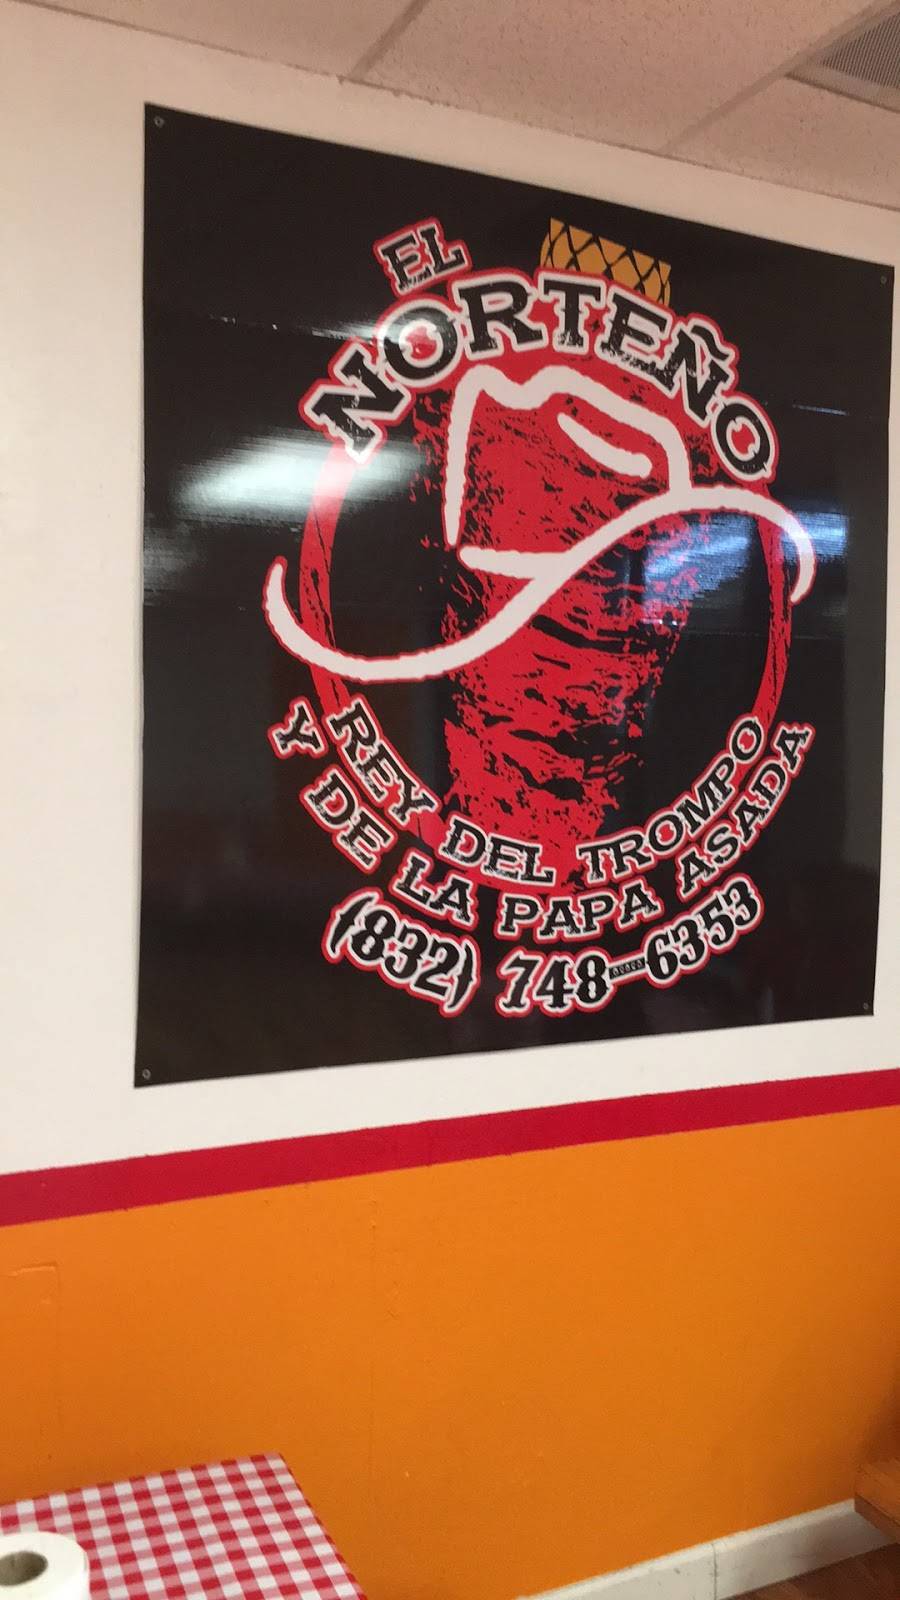 EL
NORTEÑO
REY DEL TROMPO
Y DE LA PAPA ASADA
(832) 748-6353